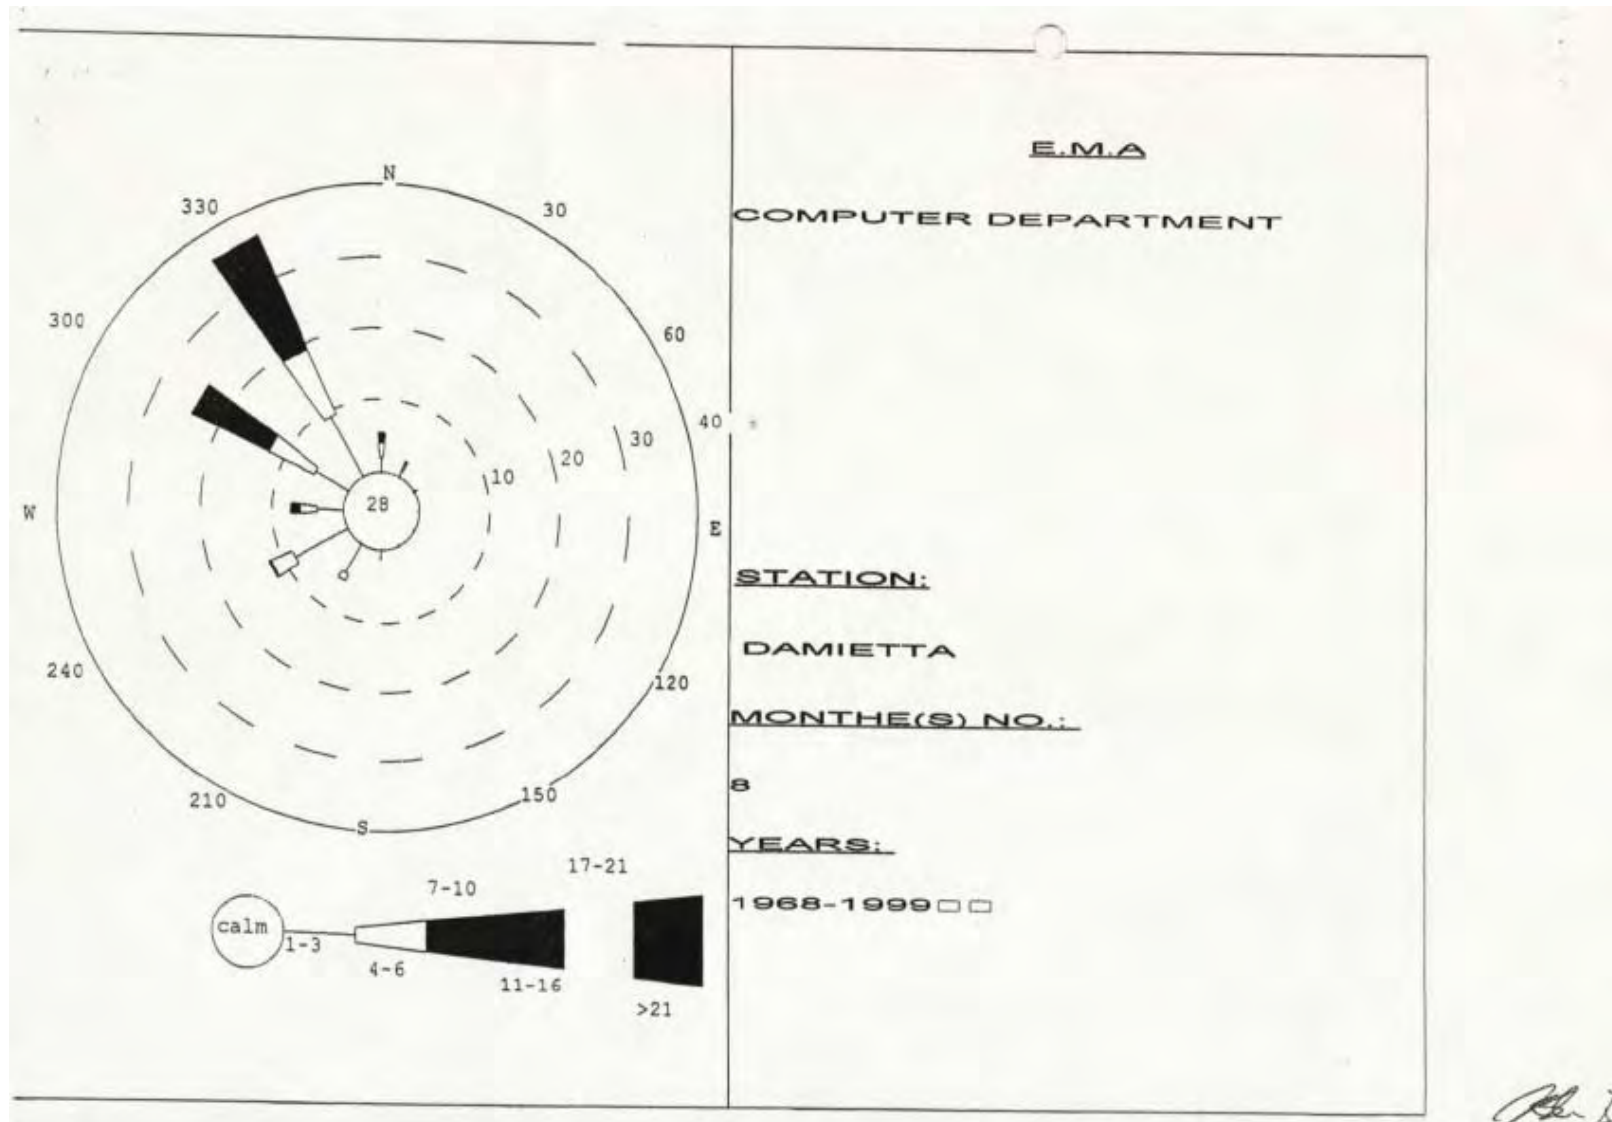 E.M.A
COMPUTER DEPARTMENT
N
330
30
300
60
40
30
20
10
28
W
E
240
120
210
150
S
17-21
7-10
calm
1-3
4-6
11-16
>21
STATION:
DAMIETTA
MONTHE(S) NO.:
8
YEARS:
1968-1999